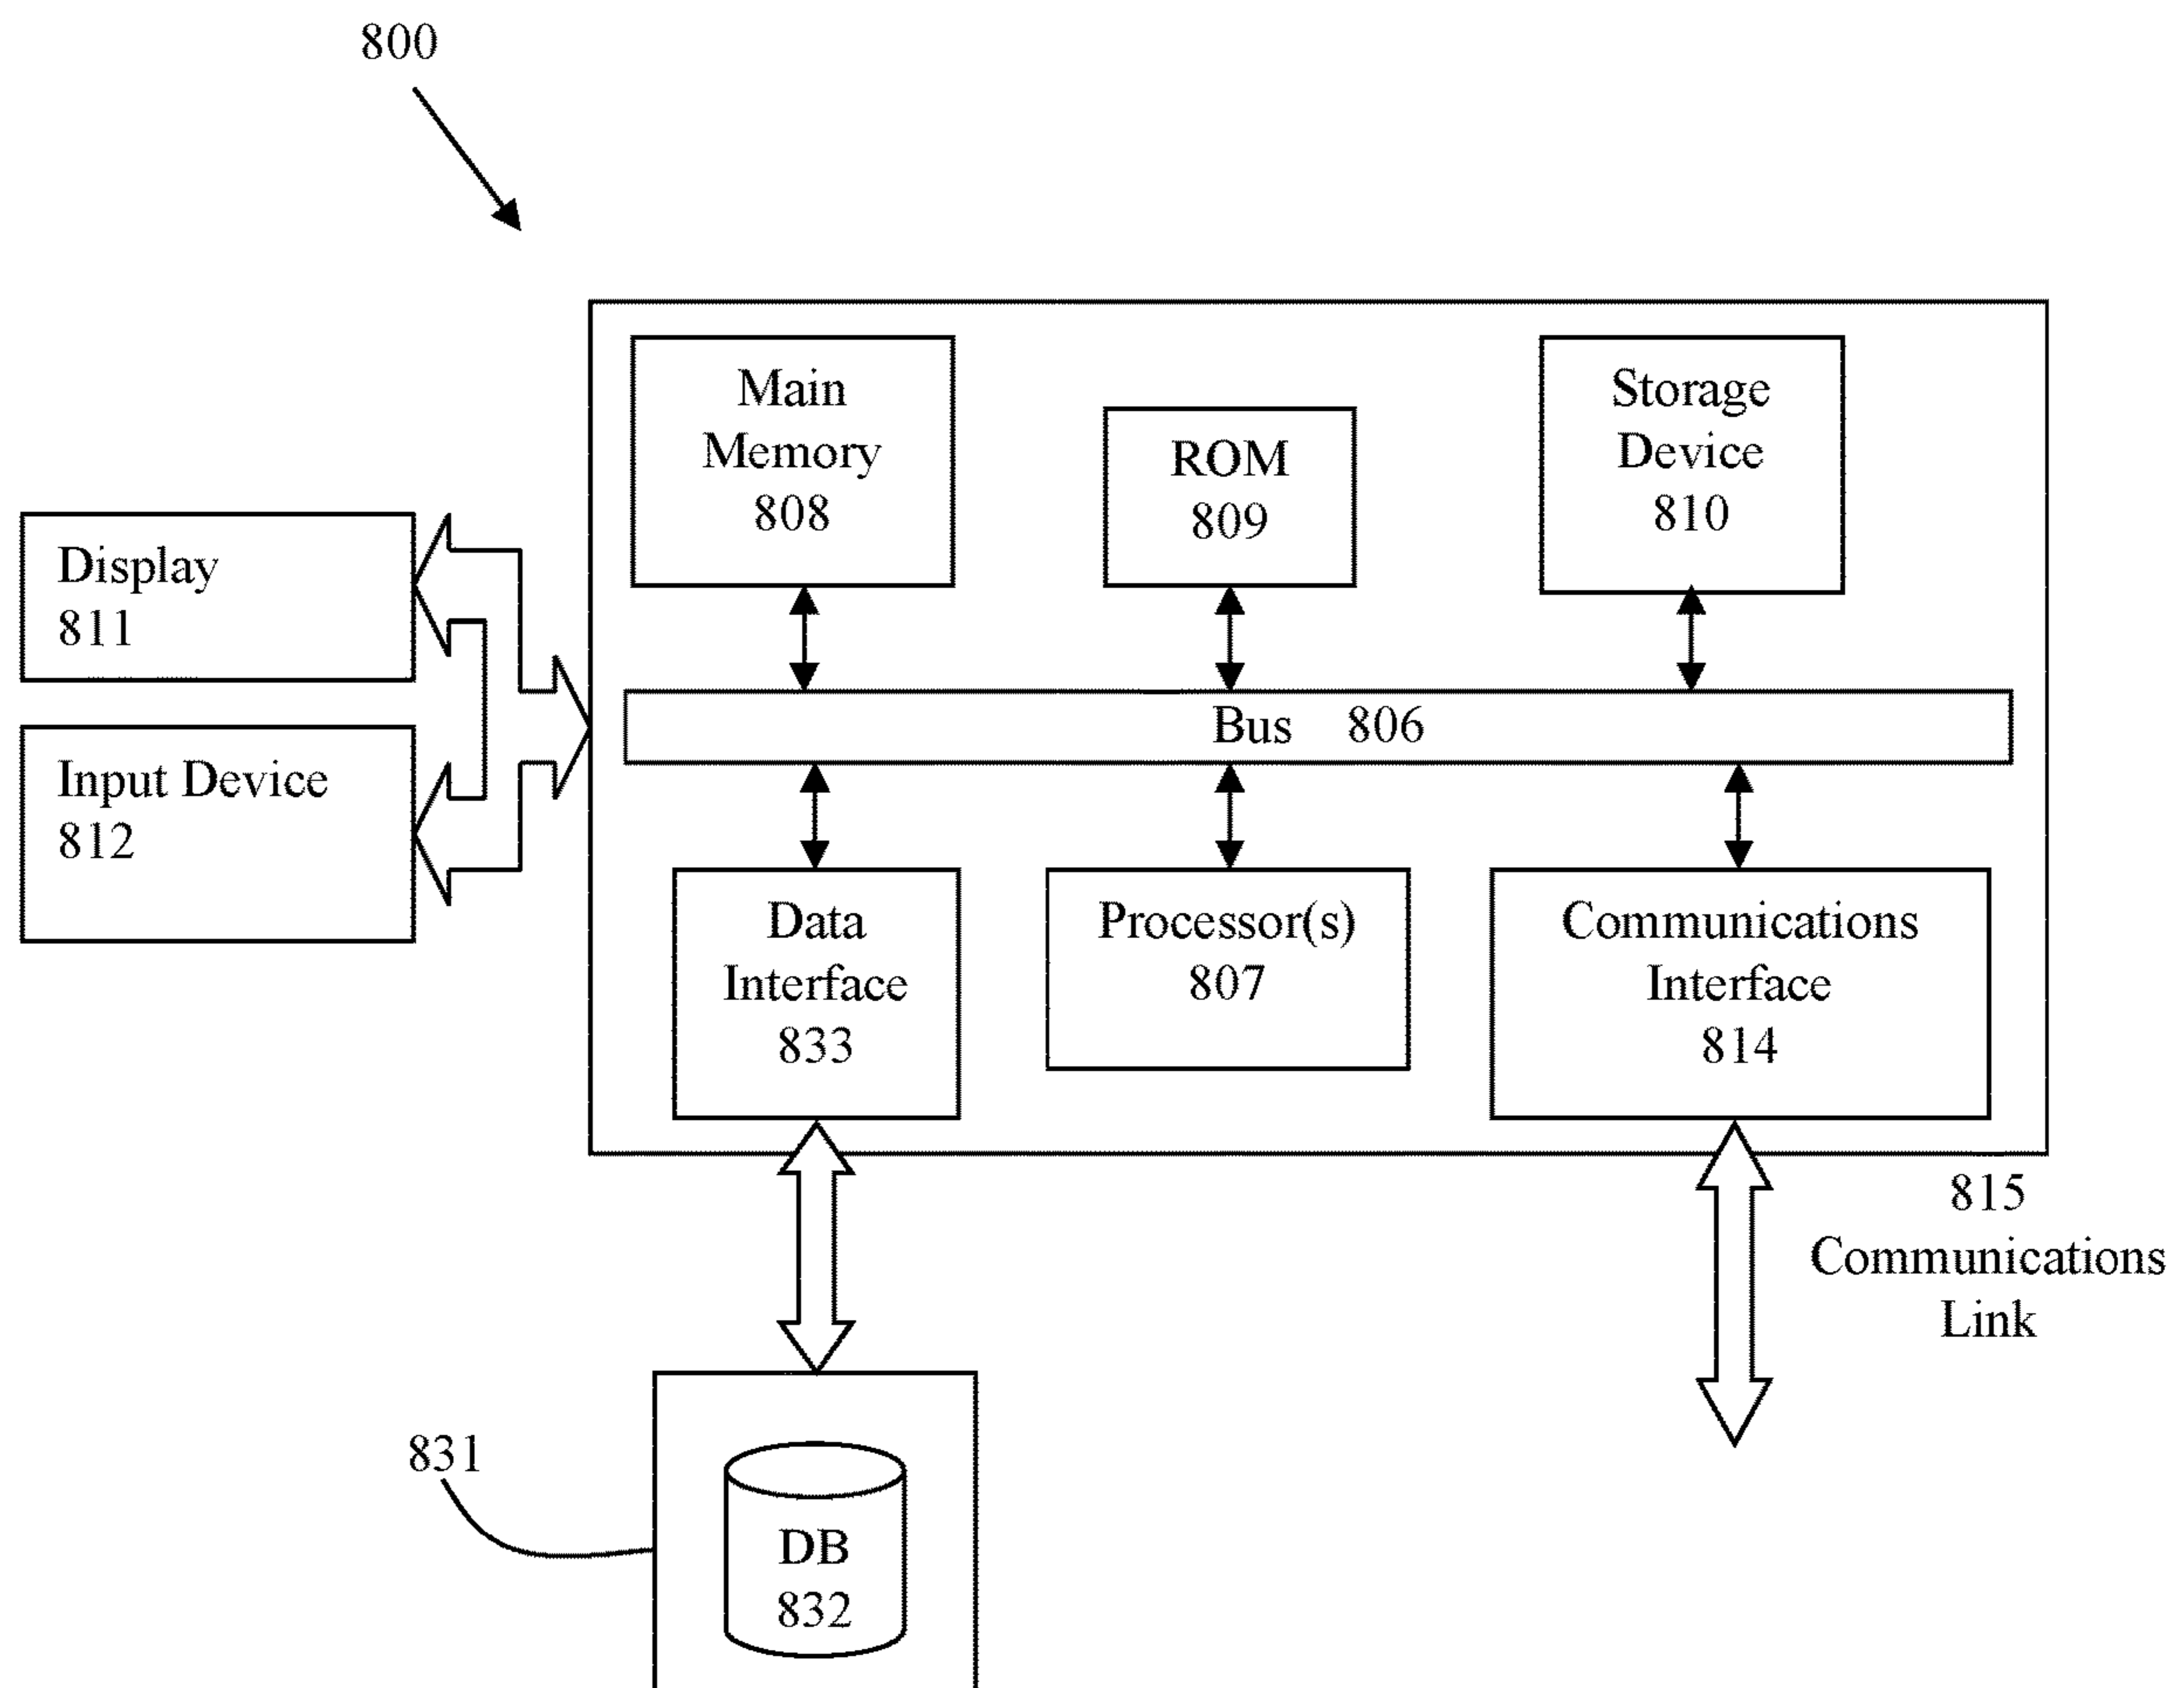 800
Main
Memory
808
ROM
809
Storage
Device
810
Display
811
Bus 806
Input Device
812
Data
Interface
833
Processor(s)
807
Communications
Interface
814
815
Communications
Link
831
DB
832